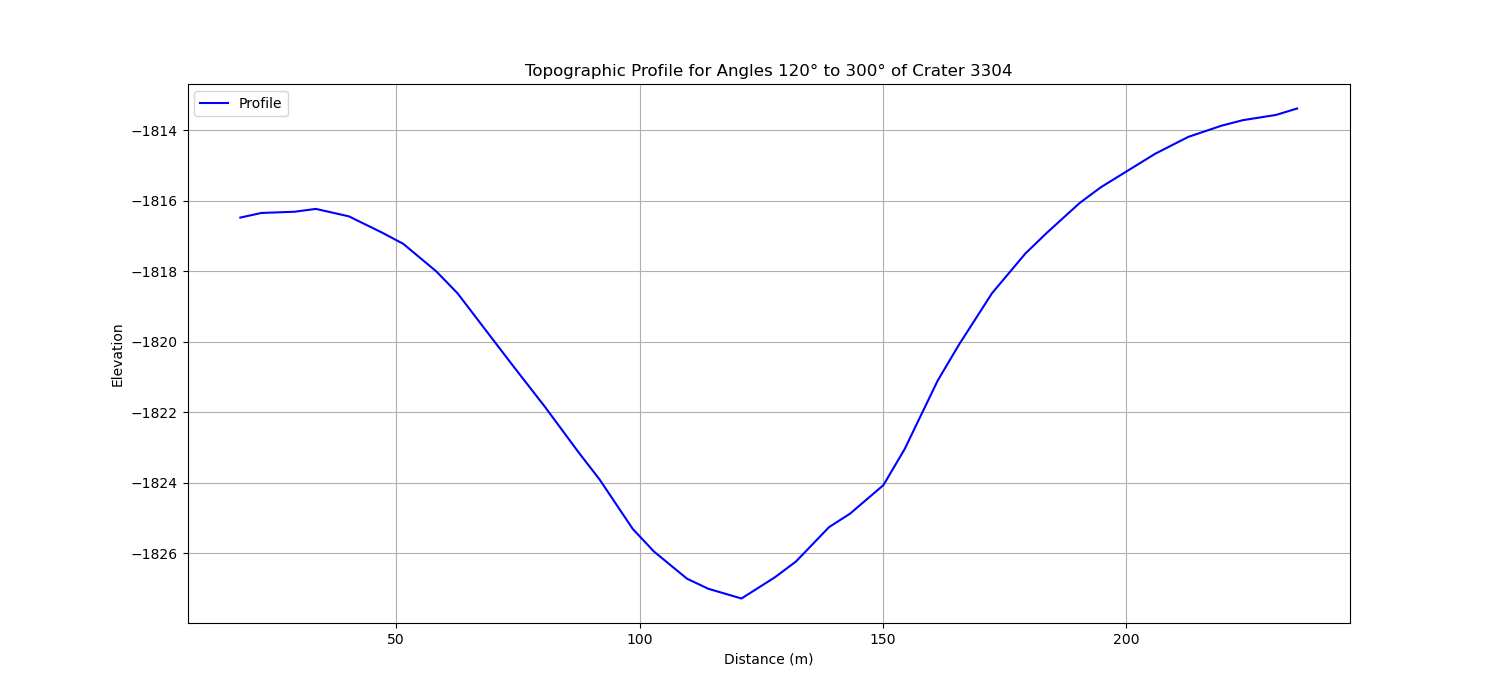 Topographic Profile for Angles 120° to 300° of Crater 3304
Profile
−1814
−1816
−1818
−1820
−1822
−1824
−1826
Elevation
50 100 150 200
Distance (m)